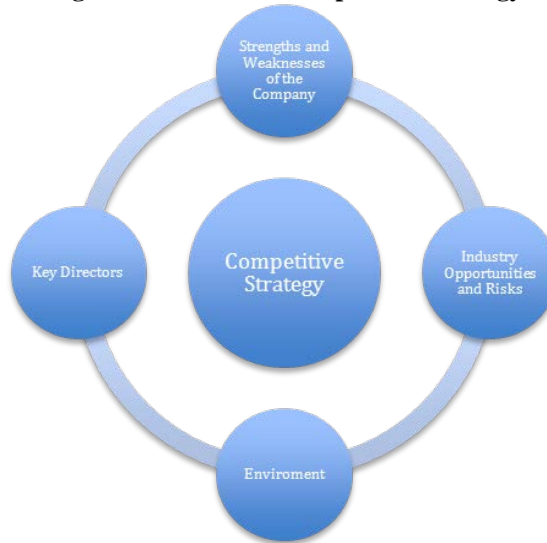 Strengths and
Weaknesses
of the
Company
Key Directors
Competitive
Strategy
Industry
Opportunities
and Risks
Enviroment